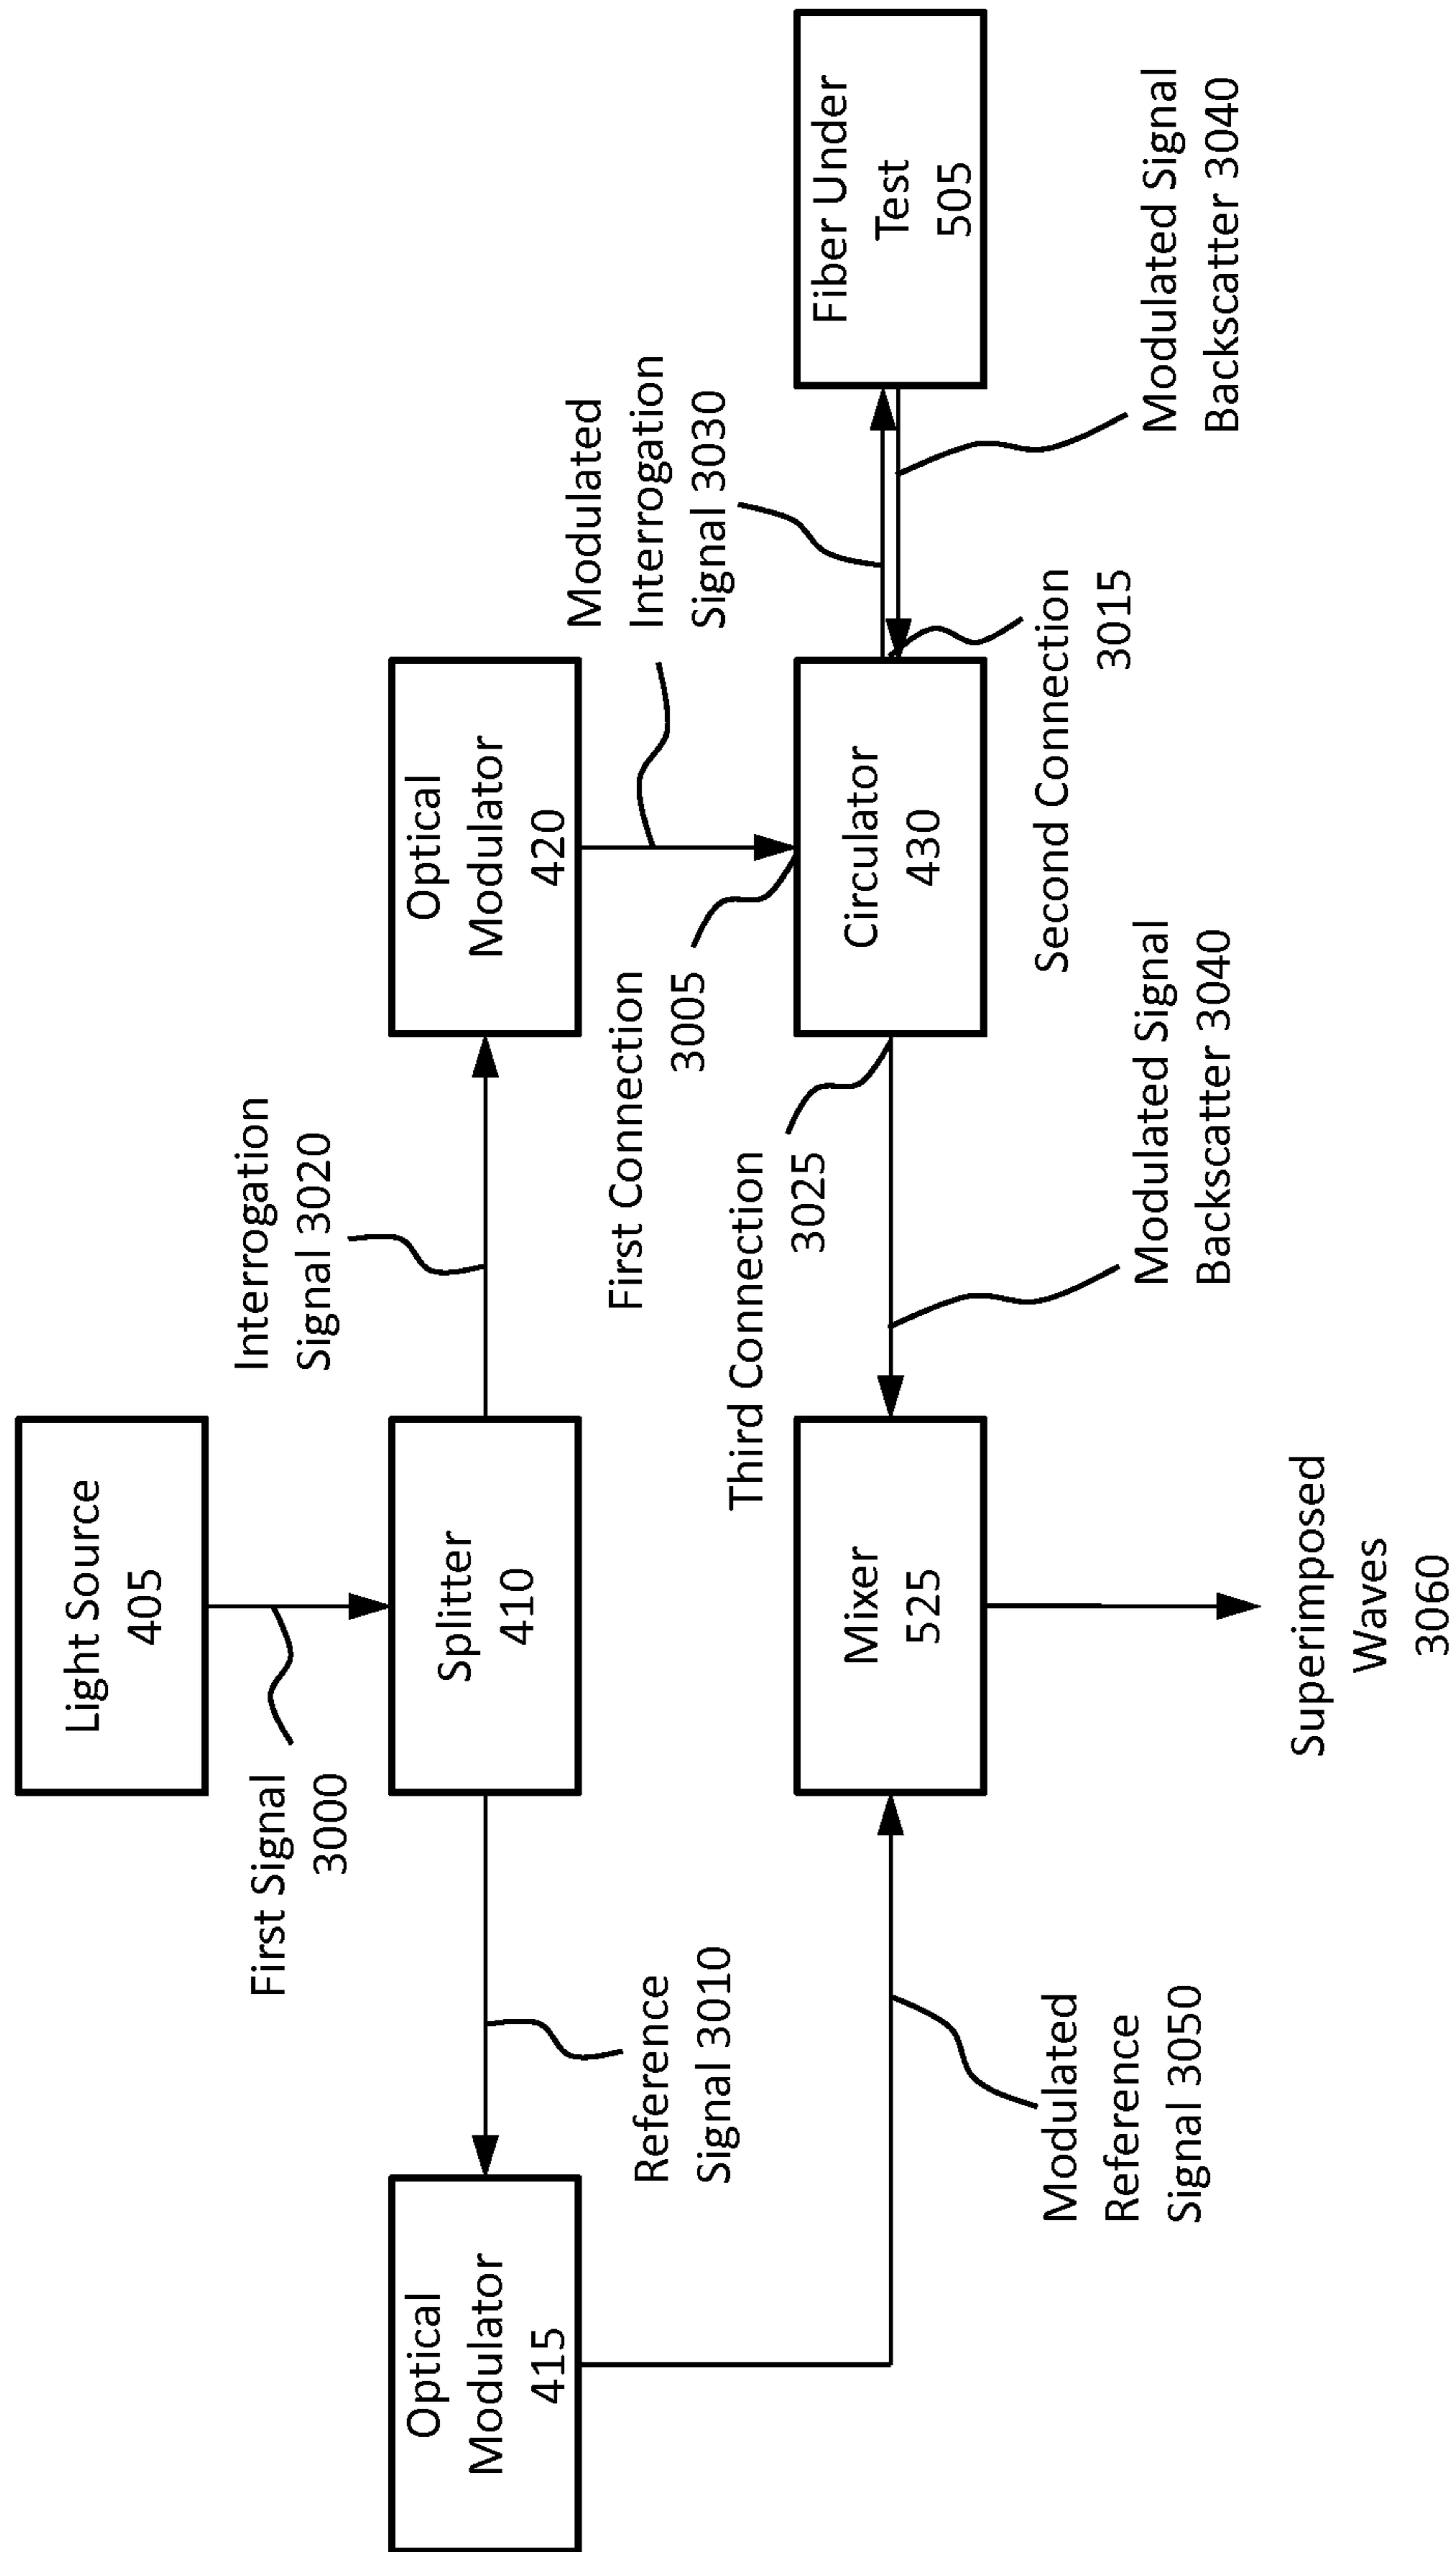 Light Source
405
First Signal
3000
Splitter
410
Interrogation
Signal 3020
Reference
Signal 3010
Optical
Modulator
415
Optical
Modulator
420
Modulated
Interrogation
Signal 3030
First Connection
3005
Third Connection
3025
Modulated
Reference
Signal 3050
Mixer
525
Circulator
430
Fiber Under
Test
505
Second Connection
3015
Modulated Signal
Backscatter 3040
Modulated Signal
Backscatter 3040
Superimposed
Waves
3060